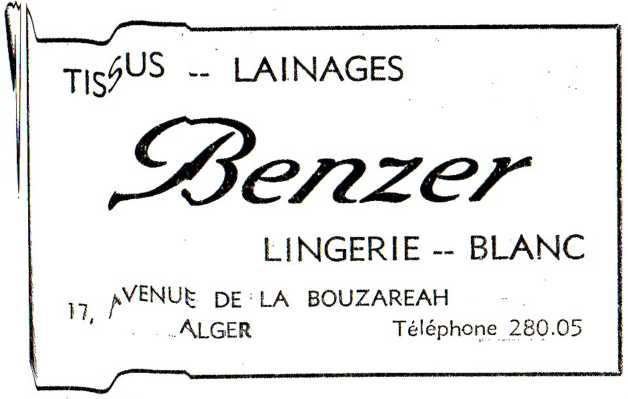 TISSUS -- LAINAGES
Benzer
LINGERIE -- BLANC
17, AVENUE DE LA BOUZAREAH
ALGER Téléphone 280.05